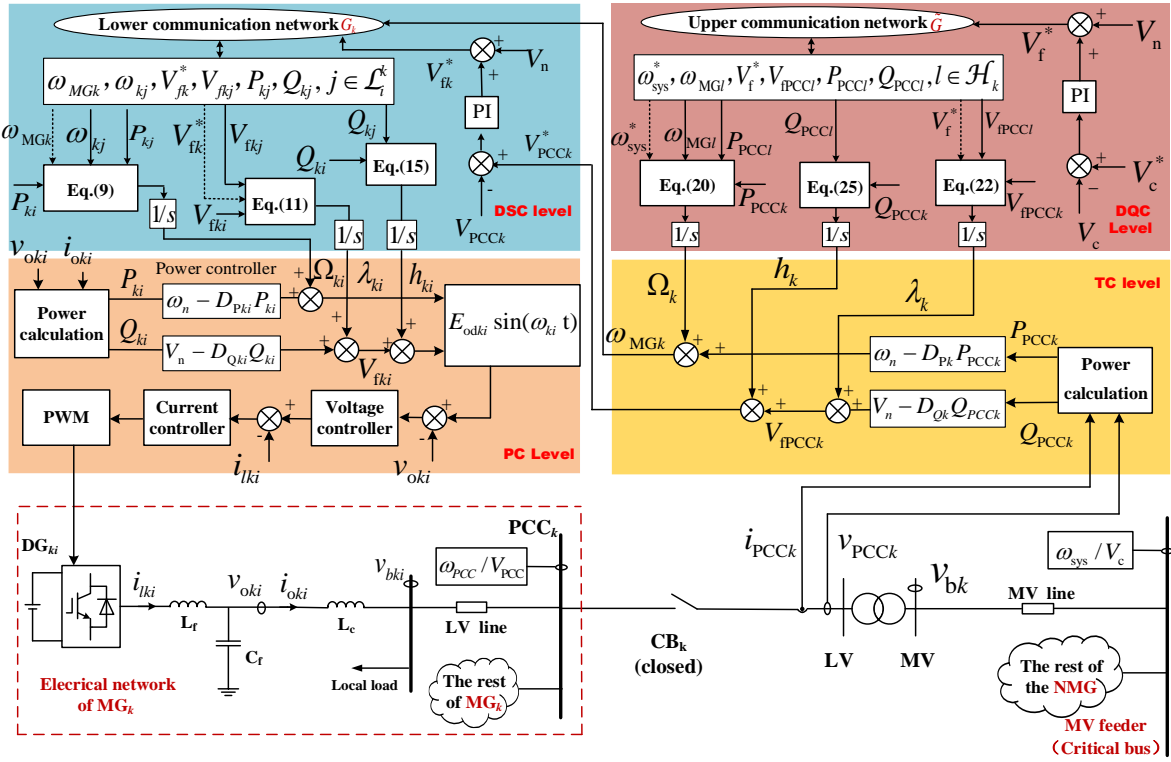 Lower communication network G_k
ω_MGk, ω_kj, V*_fk, V_fkj, P_kj, Q_kj, j ∈ L_i^k
V_n
+
+
V*_fk
PI
ω_MGk
ω_kj
P_kj
V*_fk
V_fkj
Q_kj
V*_PCCk
+
-
Q_ki
Eq.(9)
Eq.(15)
Eq.(11)
P_ki
V_fki
V_PCCk
DSC level
1/s
1/s
1/s
Upper communication network Ĝ
ω*_sys, ω_MGl, V*_f, V_fPCCl, P_PCCl, Q_PCCl, l ∈ H_k
V_n
+
+
V*_f
PI
ω*_sys
ω_MGl
P_PCCl
Q_PCCl
V*_f
V_fPCCl
+
−
V*_c
V_c
Eq.(20)
Eq.(25)
Eq.(22)
P_PCCk
Q_PCCk
V_fPCCk
DQC
Level
1/s
1/s
1/s
v_oki
i_oki
Power controller
P_ki
Power
calculation
ω_n − D_Pki P_ki
+
+
Ω_ki
λ_ki
h_ki
Q_ki
V_n − D_Qki Q_ki
+
+
+
+
V_fki
E_odki sin(ω_ki t)
PWM
Current
controller
+
-
Voltage
controller
+
-
i_lki
v_oki
PC Level
TC level
Ω_k
h_k
λ_k
ω_MGk
+
+
ω_n − D_Pk P_PCCk
P_PCCk
Power
calculation
+
+
+
+
V_n − D_Qk Q_PCCk
V_fPCCk
Q_PCCk
DG_ki
i_lki
L_f
v_oki
i_oki
C_f
L_c
v_bki
Local load
ω_PCC / V_PCC
LV line
PCC_k
The rest
of MG_k
Elecrical network
of MG_k
CB_k
(closed)
i_PCCk
v_PCCk
LV
MV
v_bk
ω_sys / V_c
MV line
The rest of
the NMG
MV feeder
（Critical bus）